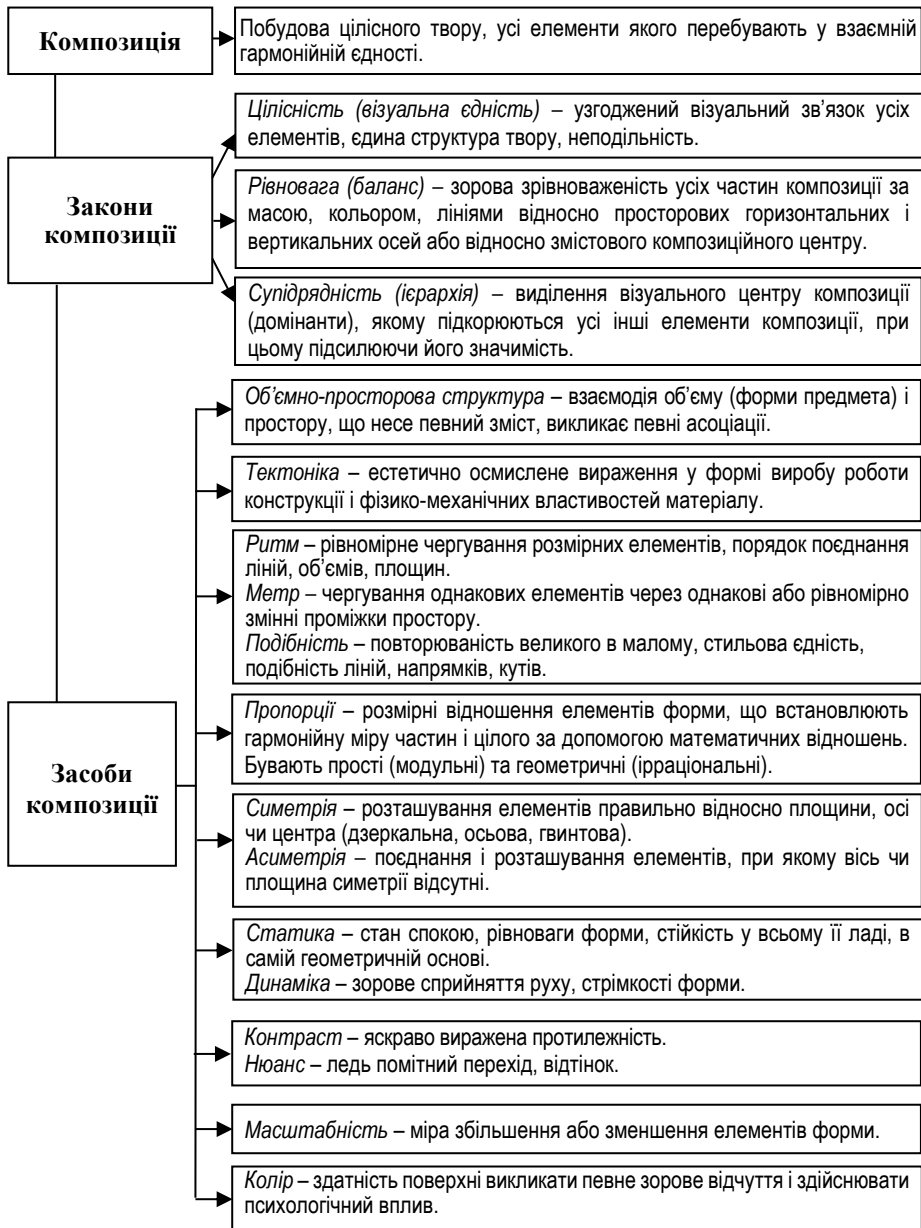 Композиція
Побудова цілісного твору, усі елементи якого перебувають у взаємній
гармонійній єдності.
Закони
композиції
Цілісність (візуальна єдність) – узгоджений візуальний зв’язок усіх
елементів, єдина структура твору, неподільність.
Рівновага (баланс) – зорова зрівноваженість усіх частин композиції за
масою, кольором, лініями відносно просторових горизонтальних і
вертикальних осей або відносно змістового композиційного центру.
Супідрядність (ієрархія) – виділення візуального центру композиції
(домінанти), якому підкорюються усі інші елементи композиції, при
цьому підсилюючи його значимість.
Засоби
композиції
Об’ємно-просторова структура – взаємодія об’єму (форми предмета) і
простору, що несе певний зміст, викликає певні асоціації.
Тектоніка – естетично осмислене вираження у формі виробу роботи
конструкції і фізико-механічних властивостей матеріалу.
Ритм – рівномірне чергування розмірних елементів, порядок поєднання
ліній, об’ємів, площин.
Метр – чергування однакових елементів через однакові або рівномірно
змінні проміжки простору.
Подібність – повторюваність великого в малому, стильова єдність,
подібність ліній, напрямків, кутів.
Пропорції – розмірні відношення елементів форми, що встановлюють
гармонійну міру частин і цілого за допомогою математичних відношень.
Бувають прості (модульні) та геометричні (ірраціональні).
Симетрія – розташування елементів правильно відносно площини, осі
чи центра (дзеркальна, осьова, гвинтова).
Асиметрія – поєднання і розташування елементів, при якому вісь чи
площина симетрії відсутні.
Статика – стан спокою, рівноваги форми, стійкість у всьому її ладі, в
самій геометричній основі.
Динаміка – зорове сприйняття руху, стрімкості форми.
Контраст – яскраво виражена протилежність.
Нюанс – ледь помітний перехід, відтінок.
Масштабність – міра збільшення або зменшення елементів форми.
Колір – здатність поверхні викликати певне зорове відчуття і здійснювати
психологічний вплив.